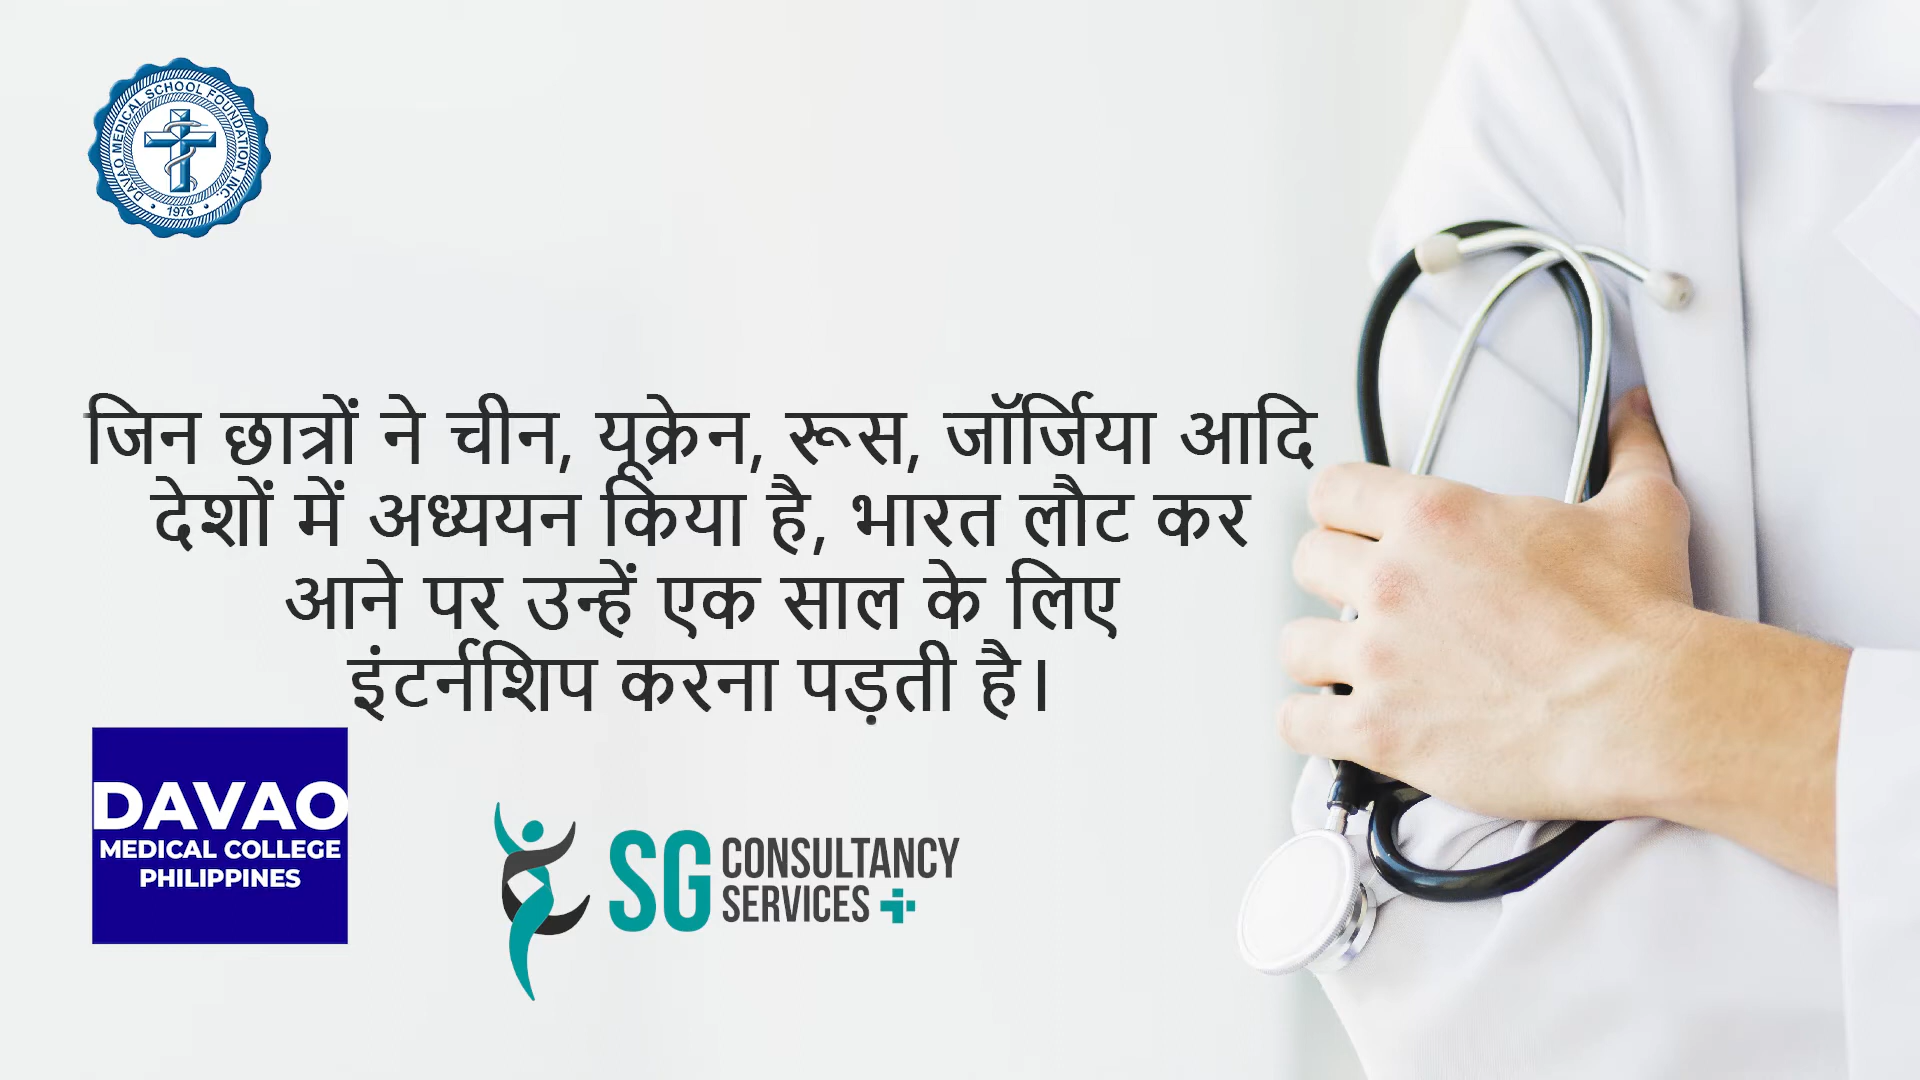 DAVAO MEDICAL SCHOOL FOUNDATION, INC.
1976
जिन छात्रों ने चीन, यूक्रेन, रूस, जॉर्जिया आदि
देशों में अध्ययन किया है, भारत लौट कर
आने पर उन्हें एक साल के लिए
इंटर्नशिप करना पड़ती है।
DAVAO
MEDICAL COLLEGE
PHILIPPINES
SG CONSULTANCY
SERVICES